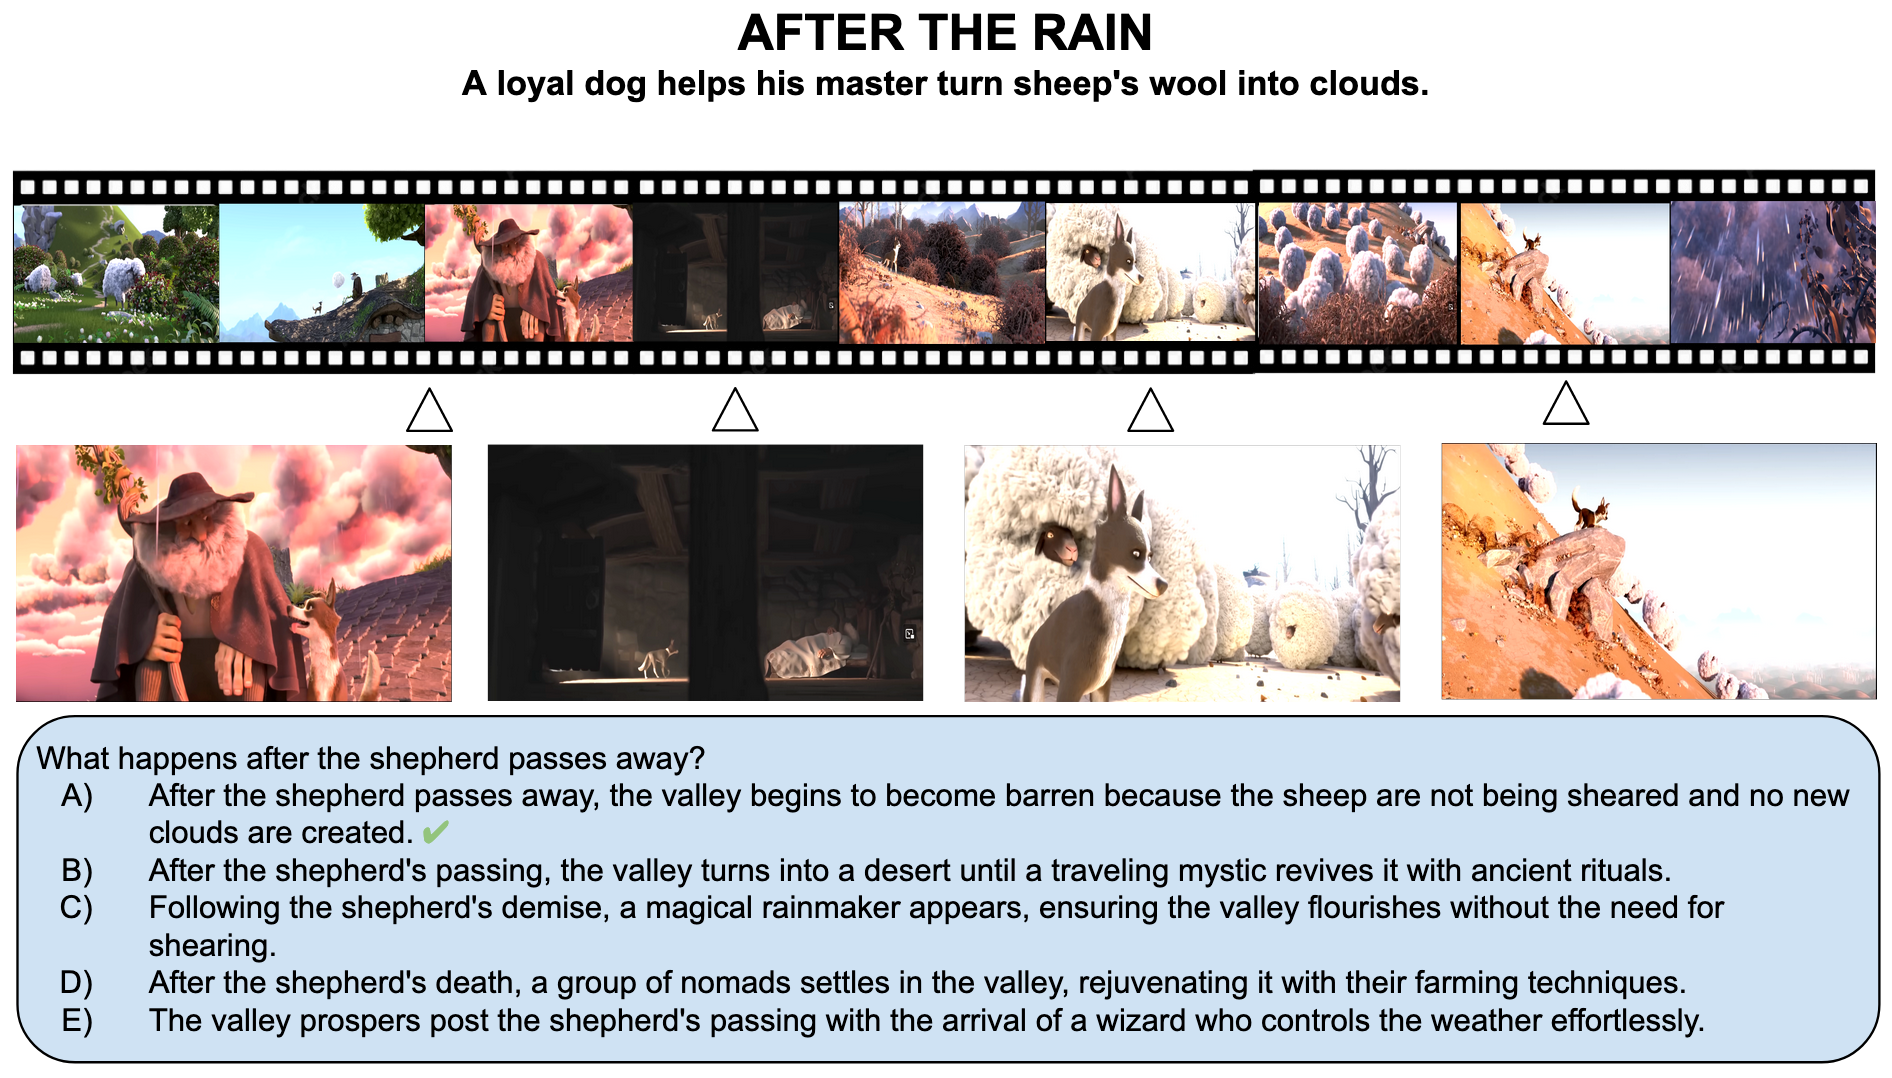 AFTER THE RAIN
A loyal dog helps his master turn sheep's wool into clouds.
What happens after the shepherd passes away?
A) After the shepherd passes away, the valley begins to become barren because the sheep are not being sheared and no new
clouds are created. ✔
B) After the shepherd's passing, the valley turns into a desert until a traveling mystic revives it with ancient rituals.
C) Following the shepherd's demise, a magical rainmaker appears, ensuring the valley flourishes without the need for
shearing.
D) After the shepherd's death, a group of nomads settles in the valley, rejuvenating it with their farming techniques.
E) The valley prospers post the shepherd's passing with the arrival of a wizard who controls the weather effortlessly.